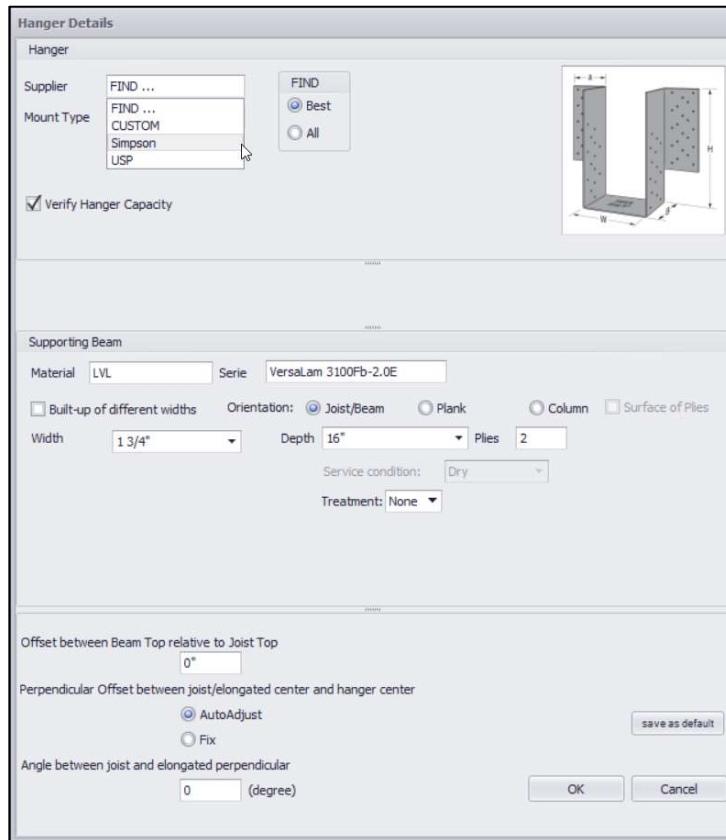 Hanger Details
Hanger
Supplier FIND ...
FIND ...
CUSTOM
Simpson
USP
Mount Type
FIND
Best
All
Verify Hanger Capacity
a
H
W
Supporting Beam
Material LVL Serie VersaLam 3100Fb-2.0E
Built-up of different widths Orientation: Joist/Beam Plank Column Surface of Plies
Width 1 3/4" Depth 16" Plies 2
Service condition: Dry
Treatment: None
Offset between Beam Top relative to Joist Top
0"
Perpendicular Offset between joist/elongated center and hanger center
AutoAdjust
Fix
save as default
Angle between joist and elongated perpendicular
0 (degree)
OK Cancel